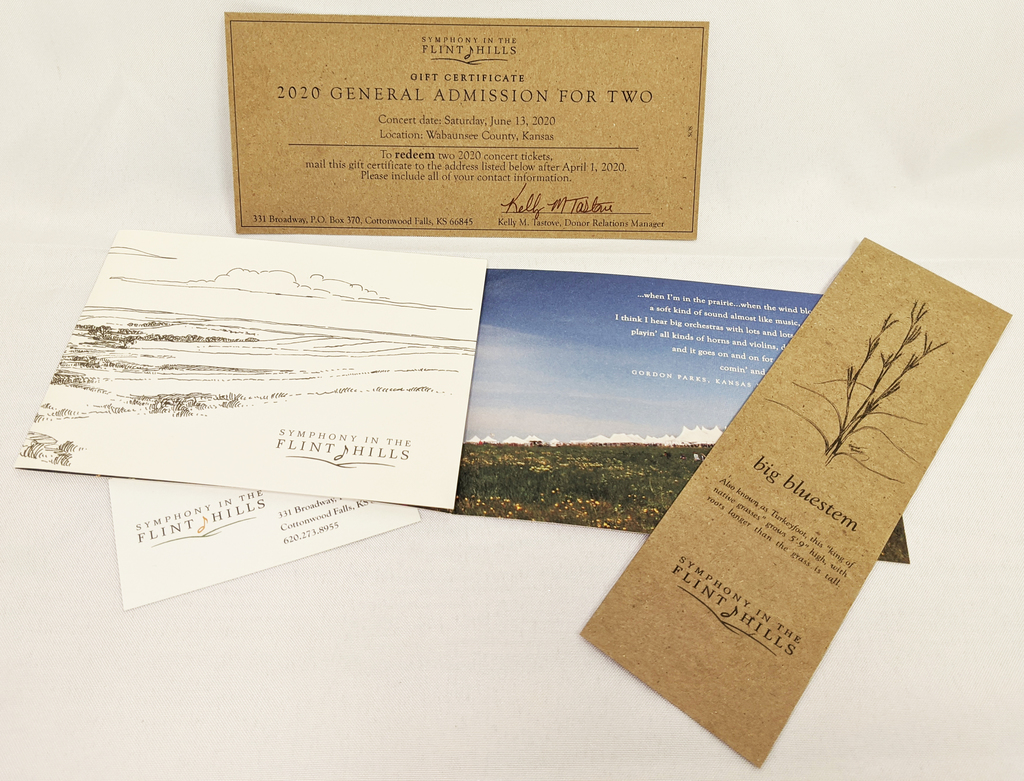 SYMPHONY IN THE
FLINT HILLS
GIFT CERTIFICATE
2020 GENERAL ADMISSION FOR TWO
Concert date: Saturday, June 13, 2020
Location: Wabaunsee County, Kansas
To redeem two 2020 concert tickets,
mail this gift certificate to the address listed below after April 1, 2020.
Please include all of your contact information.
Kelly M Tastove
331 Broadway, P.O. Box 370, Cottonwood Falls, KS 66845
Kelly M. Tastove, Donor Relations Manager
SYMPHONY IN THE
FLINT HILLS
...when I'm in the prairie...when the wind
a soft kind of sound almost like music,
I think I hear big orchestras with lots and
playin' all kinds of horns and violins,
and it goes on and on for
comin' and
GORDON PARKS, KANSAS
SYMPHONY IN THE
FLINT HILLS
331 Broadway,
Cottonwood Falls,
620.273.8955
big bluestem
Also known as Turkeyfoot, this "king of
native grasses" grows 5'-9" high, with
roots longer than the grass is tall
SYMPHONY IN THE
FLINT HILLS